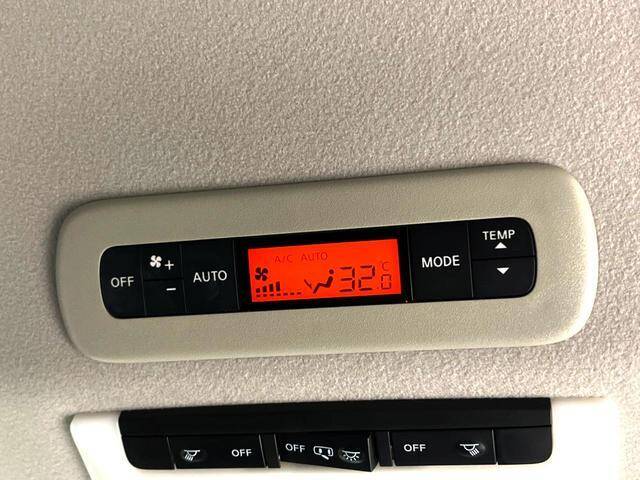 OFF + - AUTO A/C AUTO 32.0 °C MODE TEMP
OFF OFF OFF